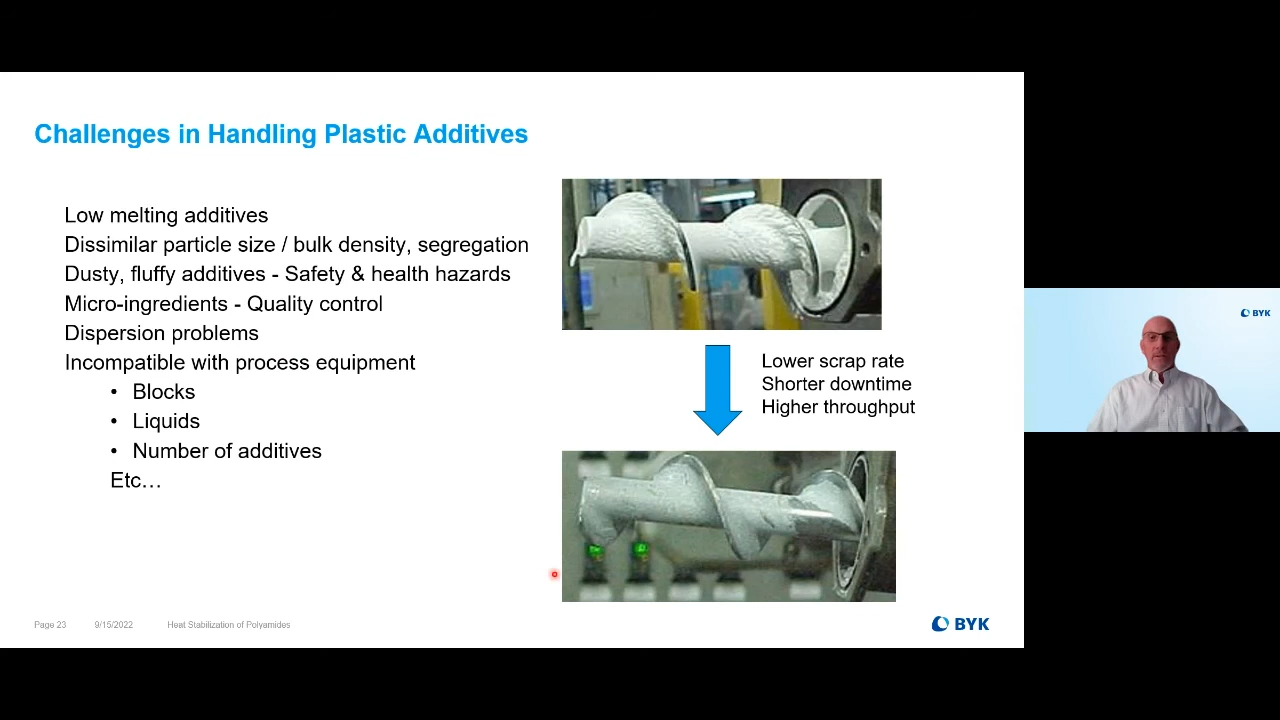 Challenges in Handling Plastic Additives
Low melting additives
Dissimilar particle size / bulk density, segregation
Dusty, fluffy additives - Safety & health hazards
Micro-ingredients - Quality control
Dispersion problems
Incompatible with process equipment
• Blocks
• Liquids
• Number of additives
Etc…
Lower scrap rate
Shorter downtime
Higher throughput
Page 23
9/15/2022
Heat Stabilization of Polyamides
BYK
BYK